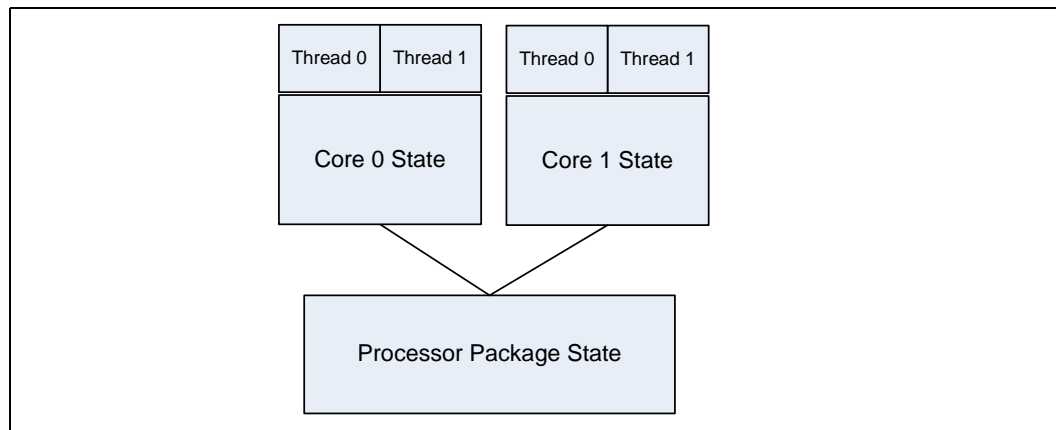 Thread 0
Thread 1
Thread 0
Thread 1
Core 0 State
Core 1 State
Processor Package State